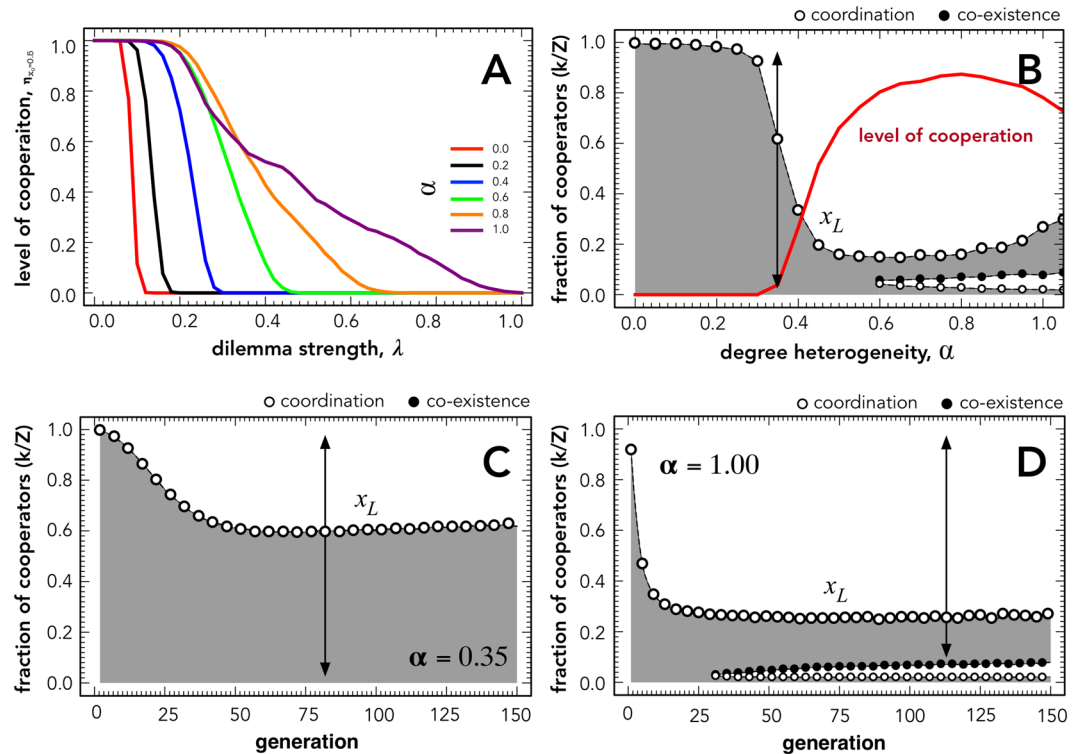 A
level of cooperaiton, η x₀=0.5
1.0
0.8
0.6
0.4
0.2
0.0
0.0 0.2 0.4 0.6 0.8 1.0
dilemma strength, λ
α
0.0
0.2
0.4
0.6
0.8
1.0
coordination co-existence
B
fraction of cooperators (k/Z)
1.0
0.8
0.6
0.4
0.2
0.0
level of cooperation
x_L
0.0 0.2 0.4 0.6 0.8 1.0
degree heterogeneity, α
coordination co-existence
C
fraction of cooperators (k/Z)
1.0
0.8
0.6
0.4
0.2
0.0
x_L
α = 0.35
0 25 50 75 100 125 150
generation
coordination co-existence
D
fraction of cooperators (k/Z)
1.0
0.8
0.6
0.4
0.2
0.0
α = 1.00
x_L
0 25 50 75 100 125 150
generation